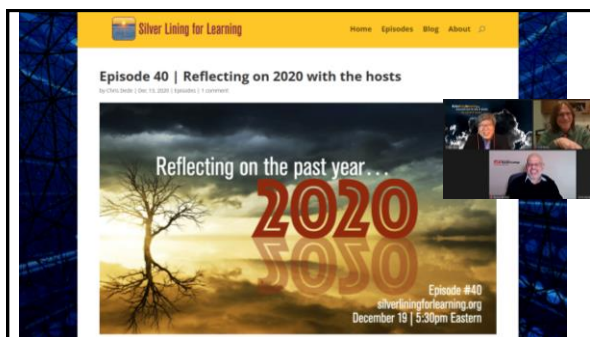 Silver Lining for Learning
Home Episodes Blog About
Episode 40 | Reflecting on 2020 with the hosts
by Chris Dede | Dec 13, 2020 | Episodes | 1 comment
Reflecting on the past year...
2020
Episode #40
silverliningforlearning.org
December 19 | 5:30pm Eastern